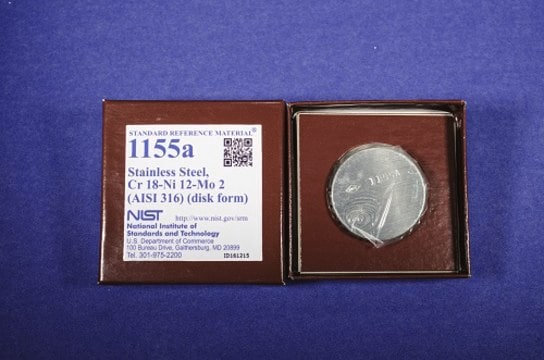 STANDARD REFERENCE MATERIAL®
1155a
Stainless Steel,
Cr 18-Ni 12-Mo 2
(AISI 316) (disk form)
NIST http://www.nist.gov/srm
National Institute of
Standards and Technology
U.S. Department of Commerce
100 Bureau Drive, Gaithersburg, MD 20899
Tel. 301-975-2200 ID161215
1155A